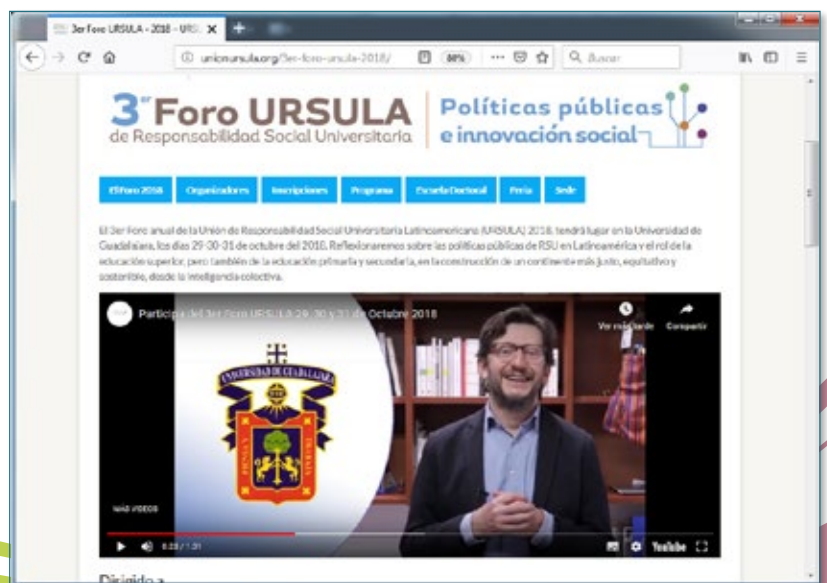 3er Foro URSULA - 2018 - URS
unionursula.org/3er-foro-ursula-2018/
80%
Buscar
3er Foro URSULA
de Responsabilidad Social Universitaria
Políticas públicas
e innovación social
El Foro 2018 Organizadores Inscripciones Programa Escuela Doctoral Feria Sede
El 3er Foro anual de la Unión de Responsabilidad Social Universitaria Latinoamericana (URSULA) 2018, tendrá lugar en la Universidad de
Guadalajara, los días 29-30-31 de octubre del 2018. Reflexionaremos sobre las políticas públicas de RSU en Latinoamérica y el rol de la
educación superior, pero también de la educación primaria y secundaria, en la construcción de un continente más justo, equitativo y
sostenible, desde la inteligencia colectiva.
Participa del 3er Foro URSULA 29, 30 y 31 de Octubre 2018
Ver más tarde Compartir
UNIVERSIDAD DE GUADALAJARA
PIENSA Y TRABAJA
/ 1:31
YouTube
Dirigido a